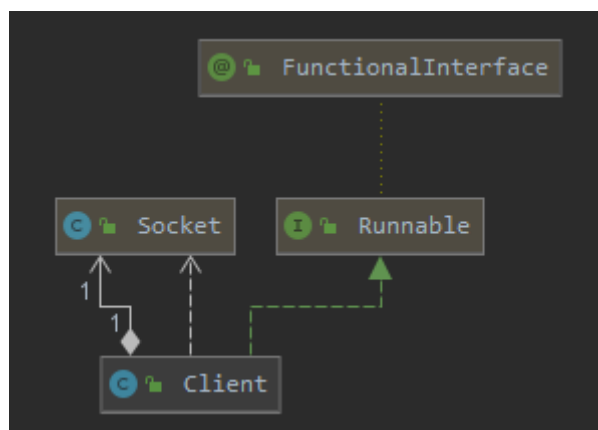 @ FunctionalInterface
C Socket
I Runnable
1
1
C Client